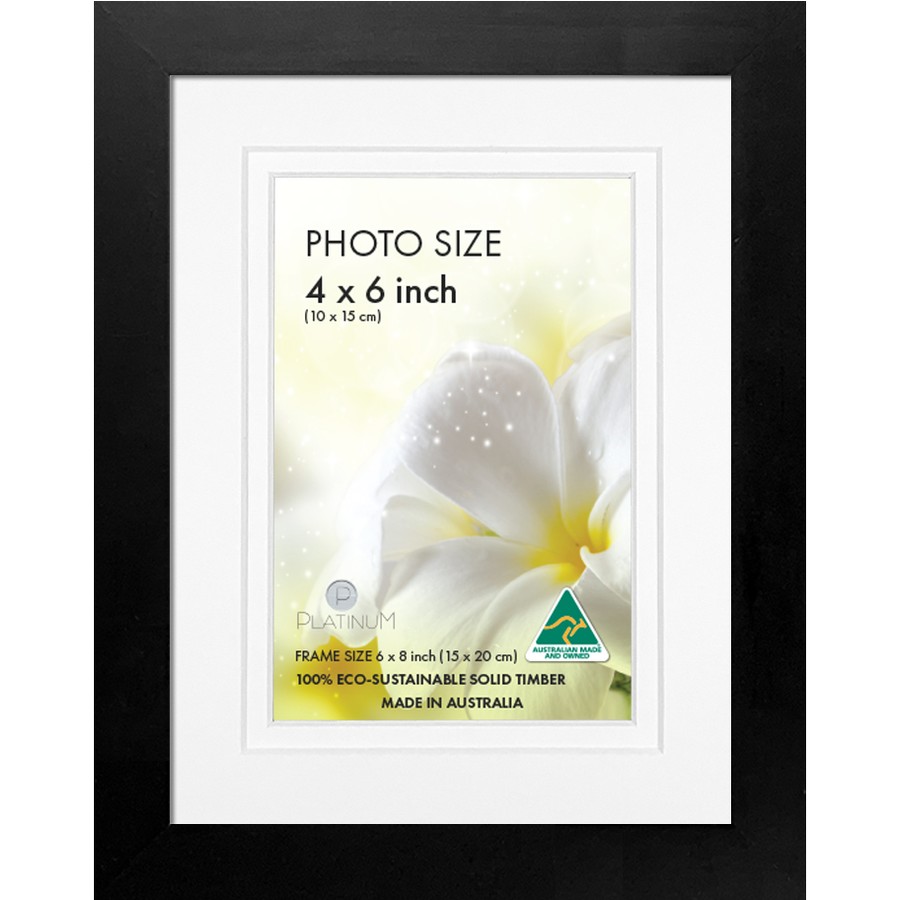 PHOTO SIZE
4 x 6 inch
(10 x 15 cm)
P
PLATINUM
AUSTRALIAN MADE
AND OWNED
FRAME SIZE 6 x 8 inch (15 x 20 cm)
100% ECO-SUSTAINABLE SOLID TIMBER
MADE IN AUSTRALIA